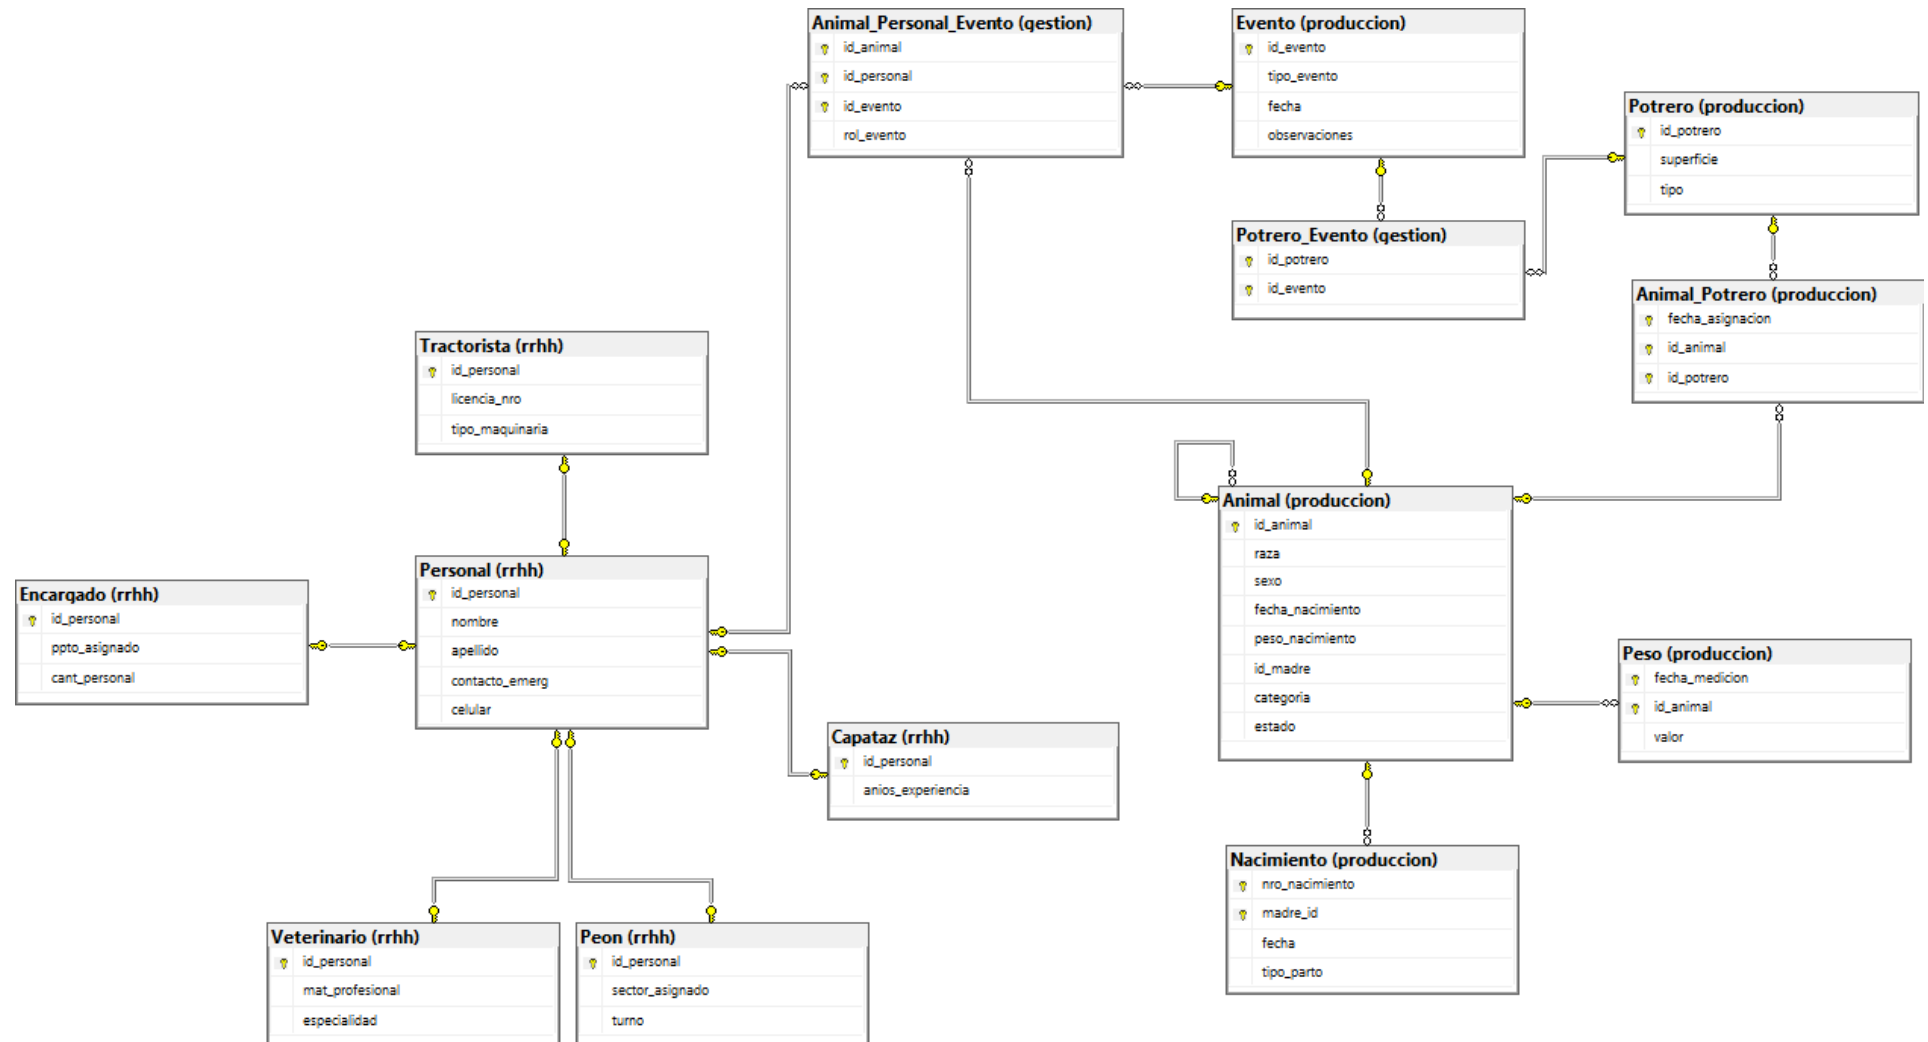 Animal_Personal_Evento (gestion)
id_animal
id_personal
id_evento
rol_evento
Evento (produccion)
id_evento
tipo_evento
fecha
observaciones
Potrero (produccion)
id_potrero
superficie
tipo
Potrero_Evento (gestion)
id_potrero
id_evento
Animal_Potrero (produccion)
fecha_asignacion
id_animal
id_potrero
Tractorista (rrhh)
id_personal
licencia_nro
tipo_maquinaria
Animal (produccion)
id_animal
raza
sexo
fecha_nacimiento
peso_nacimiento
id_madre
categoria
estado
Encargado (rrhh)
id_personal
ppto_asignado
cant_personal
Personal (rrhh)
id_personal
nombre
apellido
contacto_emerg
celular
Peso (produccion)
fecha_medicion
id_animal
valor
Capataz (rrhh)
id_personal
anios_experiencia
Nacimiento (produccion)
nro_nacimiento
madre_id
fecha
tipo_parto
Veterinario (rrhh)
id_personal
mat_profesional
especialidad
Peon (rrhh)
id_personal
sector_asignado
turno